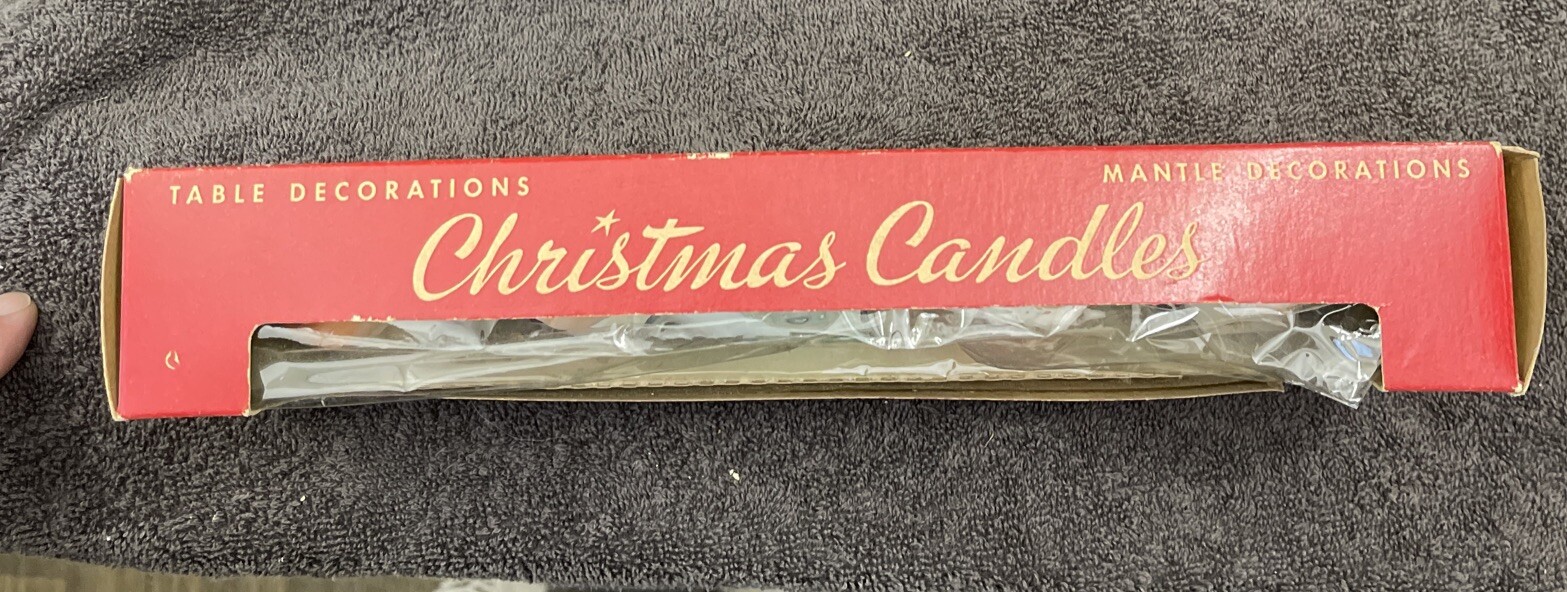 TABLE DECORATIONS
MANTLE DECORATIONS
Christmas Candles